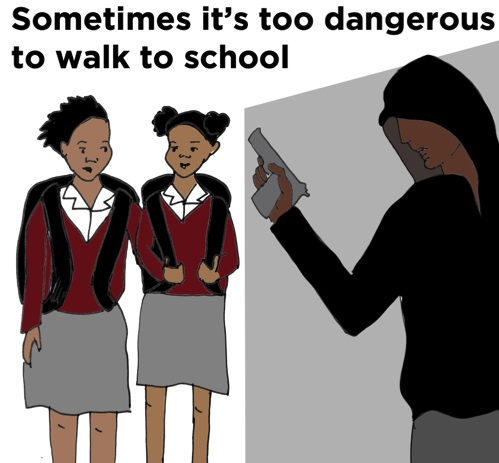 Sometimes it’s too dangerous
to walk to school